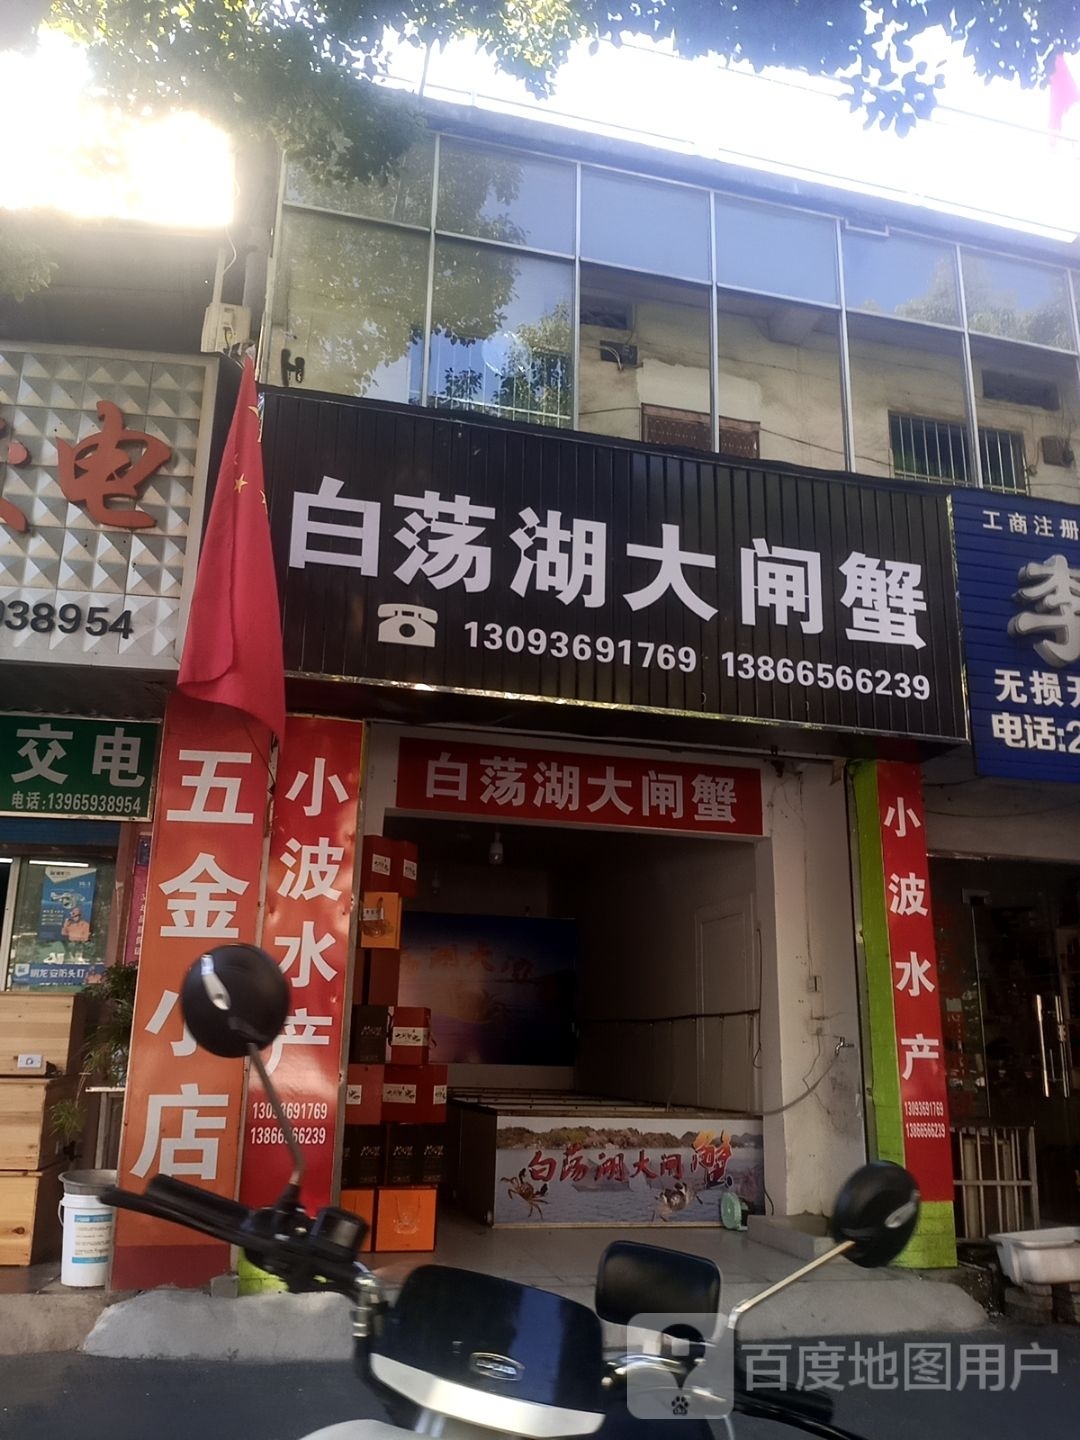 电
938954
交电
电话:13965938954
白荡湖大闸蟹
13093691769 13866566239
工商注册
李
无损开
电话:2
五金小店
小波水产
13093691769
13866566239
白荡湖大闸蟹
小波水产
13093691769
13866566239
白荡湖大闸蟹
百度地图用户